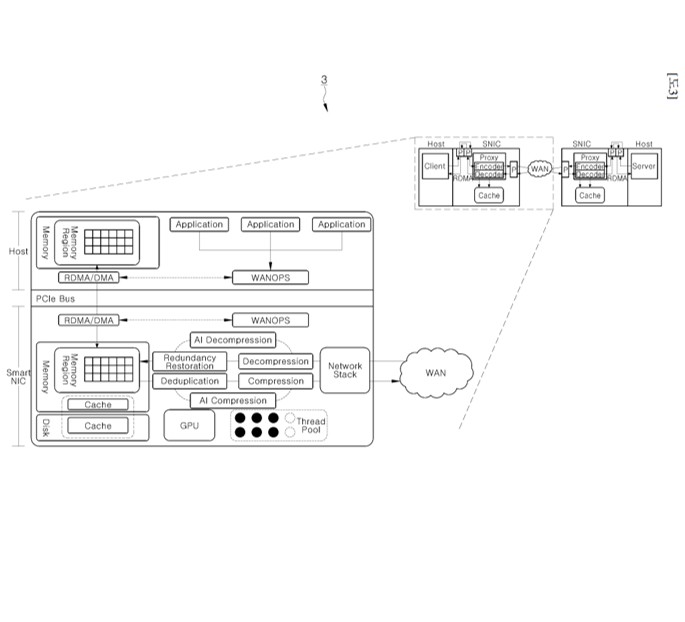 [도3]
3
Host
SNIC
SNIC
Host
Client
P
P
Proxy
Encoder
Decoder
RDMA
P
Cache
WAN
P
Proxy
Encoder
Decoder
P
P
RDMA
Server
Cache
Host
Memory
Memory
Region
Application
Application
Application
RDMA/DMA
WANOPS
PCIe Bus
Smart
NIC
RDMA/DMA
WANOPS
Memory
Memory
Region
AI Decompression
Redundancy
Restoration
Decompression
Deduplication
Compression
AI Compression
Network
Stack
WAN
Cache
Disk
Cache
GPU
Thread
Pool